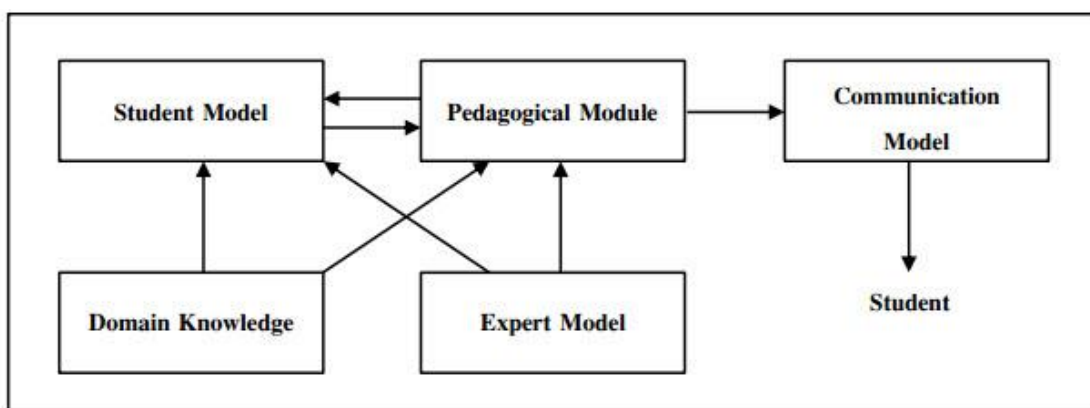 Student Model
Pedagogical Module
Communication
Model
Domain Knowledge
Expert Model
Student